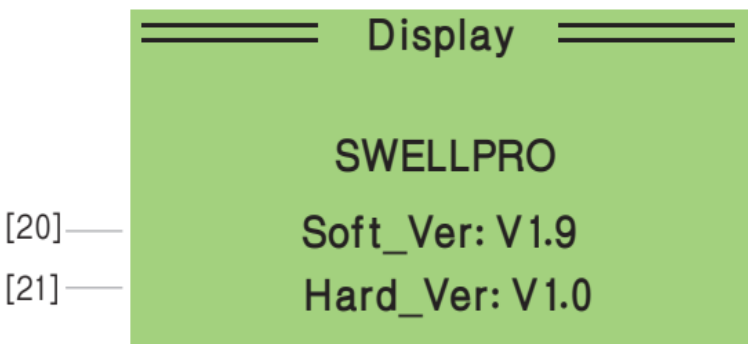 Display
SWELLPRO
[20] Soft_Ver: V1.9
[21] Hard_Ver: V1.0